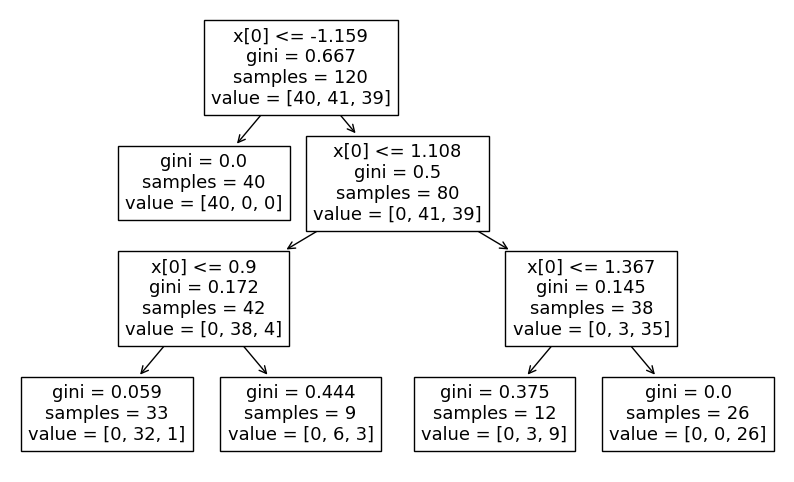 x[0] <= -1.159
gini = 0.667
samples = 120
value = [40, 41, 39]
gini = 0.0
samples = 40
value = [40, 0, 0]
x[0] <= 1.108
gini = 0.5
samples = 80
value = [0, 41, 39]
x[0] <= 0.9
gini = 0.172
samples = 42
value = [0, 38, 4]
x[0] <= 1.367
gini = 0.145
samples = 38
value = [0, 3, 35]
gini = 0.059
samples = 33
value = [0, 32, 1]
gini = 0.444
samples = 9
value = [0, 6, 3]
gini = 0.375
samples = 12
value = [0, 3, 9]
gini = 0.0
samples = 26
value = [0, 0, 26]